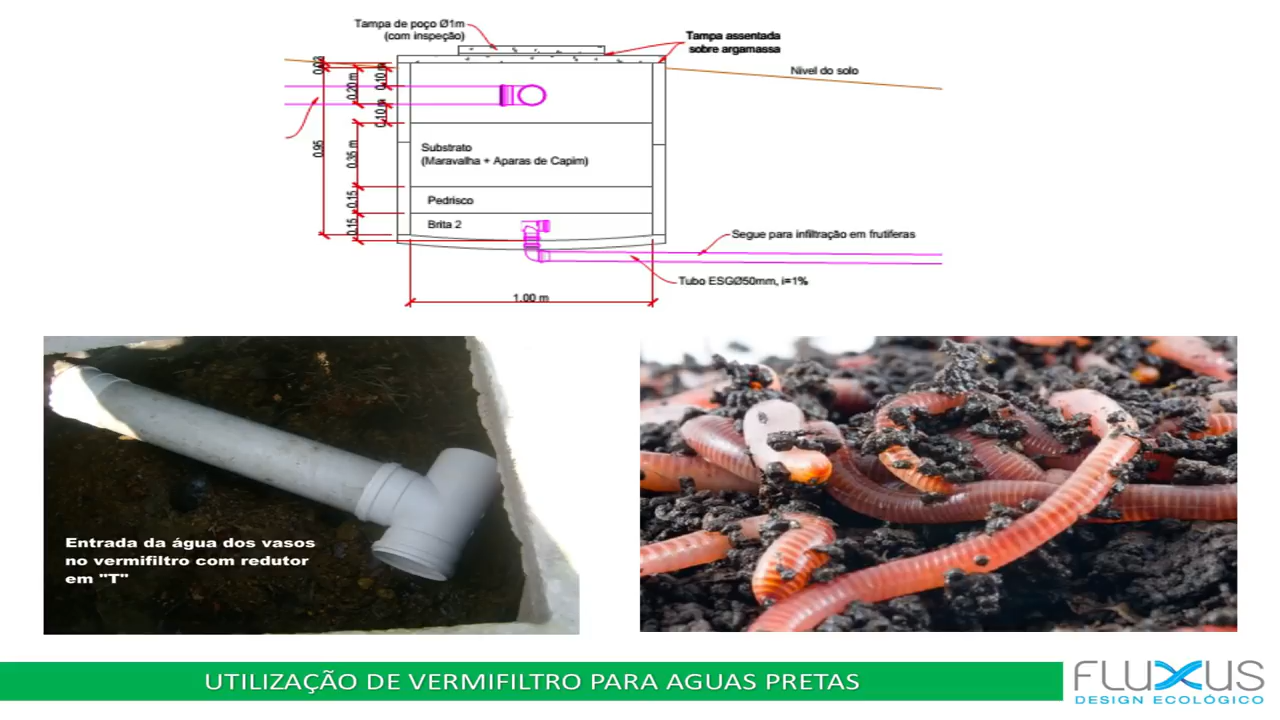 Tampa de poço Ø1m
(com inspeção)
Tampa assentada
sobre argamassa
Nível do solo
0,20 m
0,10 m
0,10 m
0,95
0,35 m
Substrato
(Maravalha + Aparas de Capim)
0,15
Pedrisco
0,15
Brita 2
Segue para infiltração em frutíferas
Tubo ESGØ50mm, i=1%
1.00 m
Entrada da água dos vasos
no vermifiltro com redutor
em "T"
UTILIZAÇÃO DE VERMIFILTRO PARA AGUAS PRETAS
FLUXUS
DESIGN ECOLÓGICO